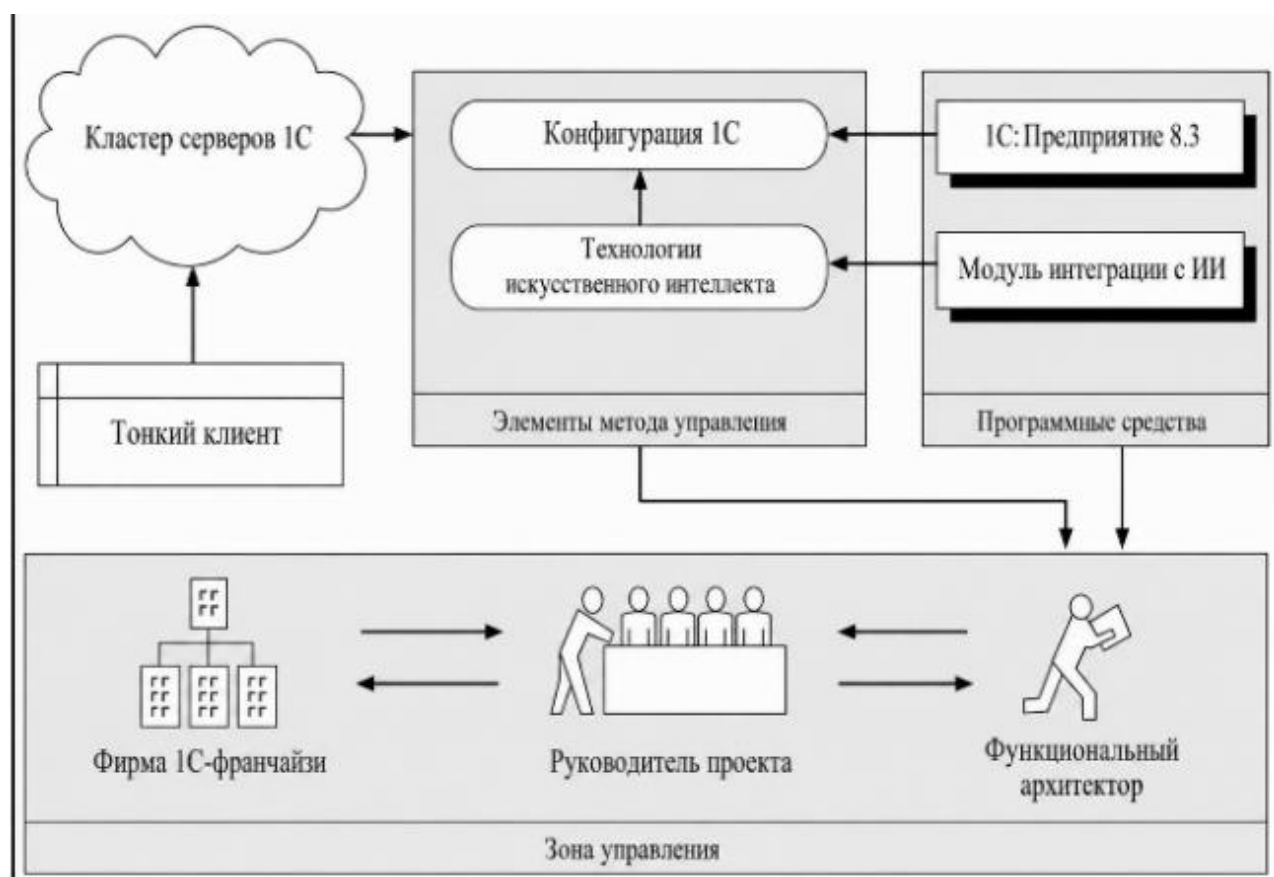 Кластер серверов 1С
Конфигурация 1С
1С: Предприятие 8.3
Технологии
искусственного интеллекта
Модуль интеграции с ИИ
Тонкий клиент
Элементы метода управления
Программные средства
Фирма 1С-франчайзи
Руководитель проекта
Функциональный
архитектор
Зона управления